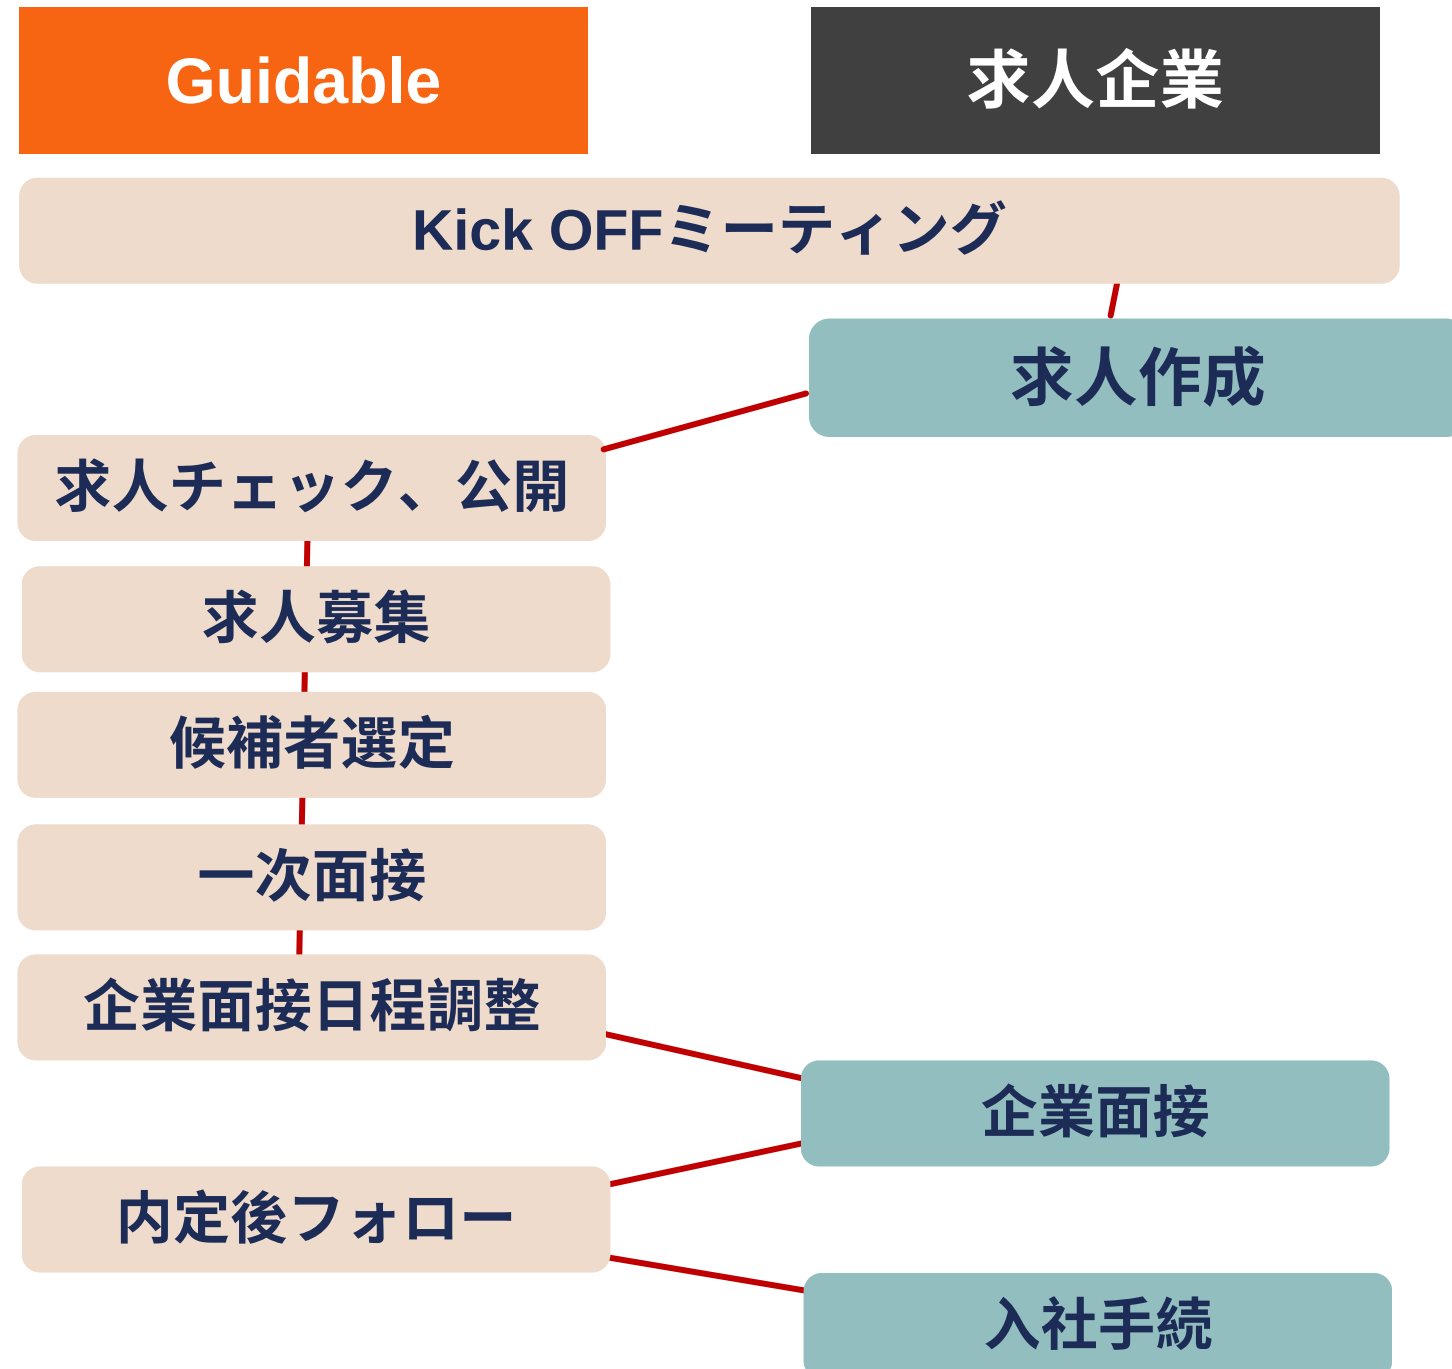 Guidable
求人企業
Kick OFFミーティング
求人作成
求人チェック、公開
求人募集
候補者選定
一次面接
企業面接日程調整
企業面接
内定後フォロー
入社手続